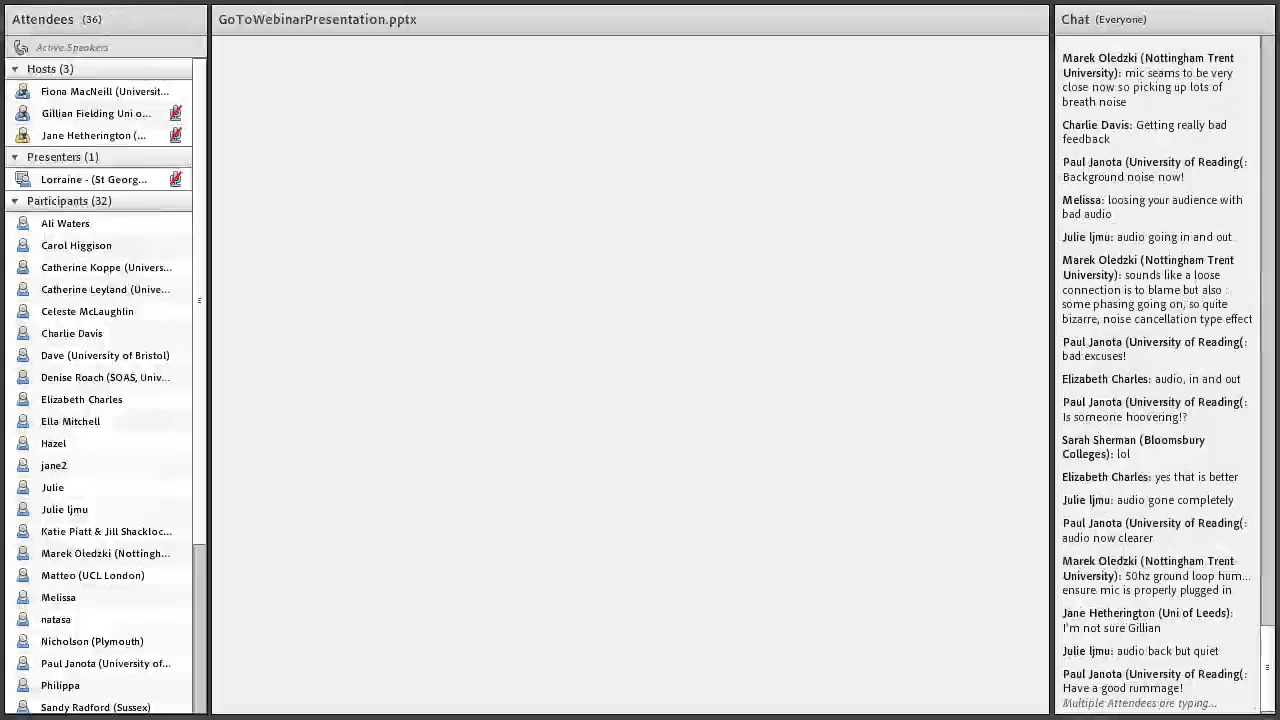 Attendees (36)
Active Speakers
Hosts (3)
Fiona MacNeill (Universit...
Gillian Fielding Uni o...
Jane Hetherington (...
Presenters (1)
Lorraine - (St Georg...
Participants (32)
Ali Waters
Carol Higgison
Catherine Koppe (Univers...
Catherine Leyland (Unive...
Celeste McLaughlin
Charlie Davis
Dave (University of Bristol)
Denise Roach (SOAS, Univ...
Elizabeth Charles
Ella Mitchell
Hazel
jane2
Julie
Julie ljmu
Katie Piatt & Jill Shackloc...
Marek Oledzki (Nottingh...
Matteo (UCL London)
Melissa
natasa
Nicholson (Plymouth)
Paul Janota (University of...
Philippa
Sandy Radford (Sussex)
GoToWebinarPresentation.pptx
Chat (Everyone)
Marek Oledzki (Nottingham Trent
University): mic seams to be very
close now so picking up lots of
breath noise
Charlie Davis: Getting really bad
feedback
Paul Janota (University of Reading(:
Background noise now!
Melissa: loosing your audience with
bad audio
Julie ljmu: audio going in and out
Marek Oledzki (Nottingham Trent
University): sounds like a loose
connection is to blame but also
some phasing going on, so quite
bizarre, noise cancellation type effect
Paul Janota (University of Reading(:
bad excuses!
Elizabeth Charles: audio, in and out
Paul Janota (University of Reading(:
Is someone hoovering!?
Sarah Sherman (Bloomsbury
Colleges): lol
Elizabeth Charles: yes that is better
Julie ljmu: audio gone completely
Paul Janota (University of Reading(:
audio now clearer
Marek Oledzki (Nottingham Trent
University): 50hz ground loop hum...
ensure mic is properly plugged in
Jane Hetherington (Uni of Leeds):
I'm not sure Gillian
Julie ljmu: audio back but quiet
Paul Janota (University of Reading(:
Have a good rummage!
Multiple Attendees are typing...